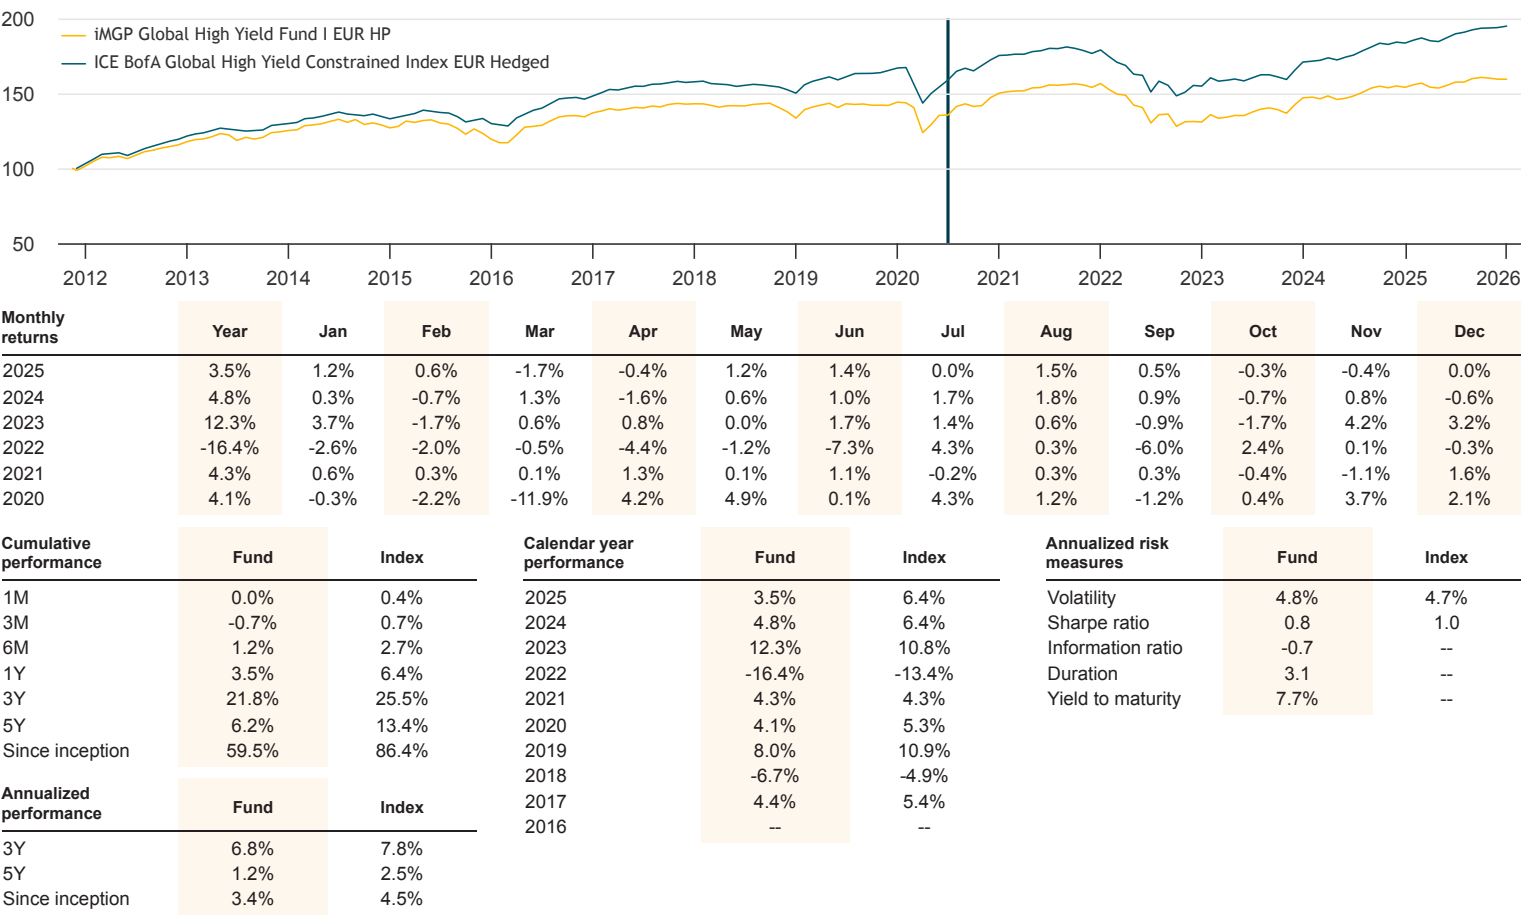 200
iMGP Global High Yield Fund I EUR HP
ICE BofA Global High Yield Constrained Index EUR Hedged
150
100
50
2012 2013 2014 2015 2016 2017 2018 2019 2020 2021 2022 2023 2024 2025 2026
Monthly
returns Year Jan Feb Mar Apr May Jun Jul Aug Sep Oct Nov Dec
2025 3.5% 1.2% 0.6% -1.7% -0.4% 1.2% 1.4% 0.0% 1.5% 0.5% -0.3% -0.4% 0.0%
2024 4.8% 0.3% -0.7% 1.3% -1.6% 0.6% 1.0% 1.7% 1.8% 0.9% -0.7% 0.8% -0.6%
2023 12.3% 3.7% -1.7% 0.6% 0.8% 0.0% 1.7% 1.4% 0.6% -0.9% -1.7% 4.2% 3.2%
2022 -16.4% -2.6% -2.0% -0.5% -4.4% -1.2% -7.3% 4.3% 0.3% -6.0% 2.4% 0.1% -0.3%
2021 4.3% 0.6% 0.3% 0.1% 1.3% 0.1% 1.1% -0.2% 0.3% 0.3% -0.4% -1.1% 1.6%
2020 4.1% -0.3% -2.2% -11.9% 4.2% 4.9% 0.1% 4.3% 1.2% -1.2% 0.4% 3.7% 2.1%
Cumulative
performance Fund Index
1M 0.0% 0.4%
3M -0.7% 0.7%
6M 1.2% 2.7%
1Y 3.5% 6.4%
3Y 21.8% 25.5%
5Y 6.2% 13.4%
Since inception 59.5% 86.4%
Annualized
performance Fund Index
3Y 6.8% 7.8%
5Y 1.2% 2.5%
Since inception 3.4% 4.5%
Calendar year
performance Fund Index
2025 3.5% 6.4%
2024 4.8% 6.4%
2023 12.3% 10.8%
2022 -16.4% -13.4%
2021 4.3% 4.3%
2020 4.1% 5.3%
2019 8.0% 10.9%
2018 -6.7% -4.9%
2017 4.4% 5.4%
2016 -- --
Annualized risk
measures Fund Index
Volatility 4.8% 4.7%
Sharpe ratio 0.8 1.0
Information ratio -0.7 --
Duration 3.1 --
Yield to maturity 7.7% --